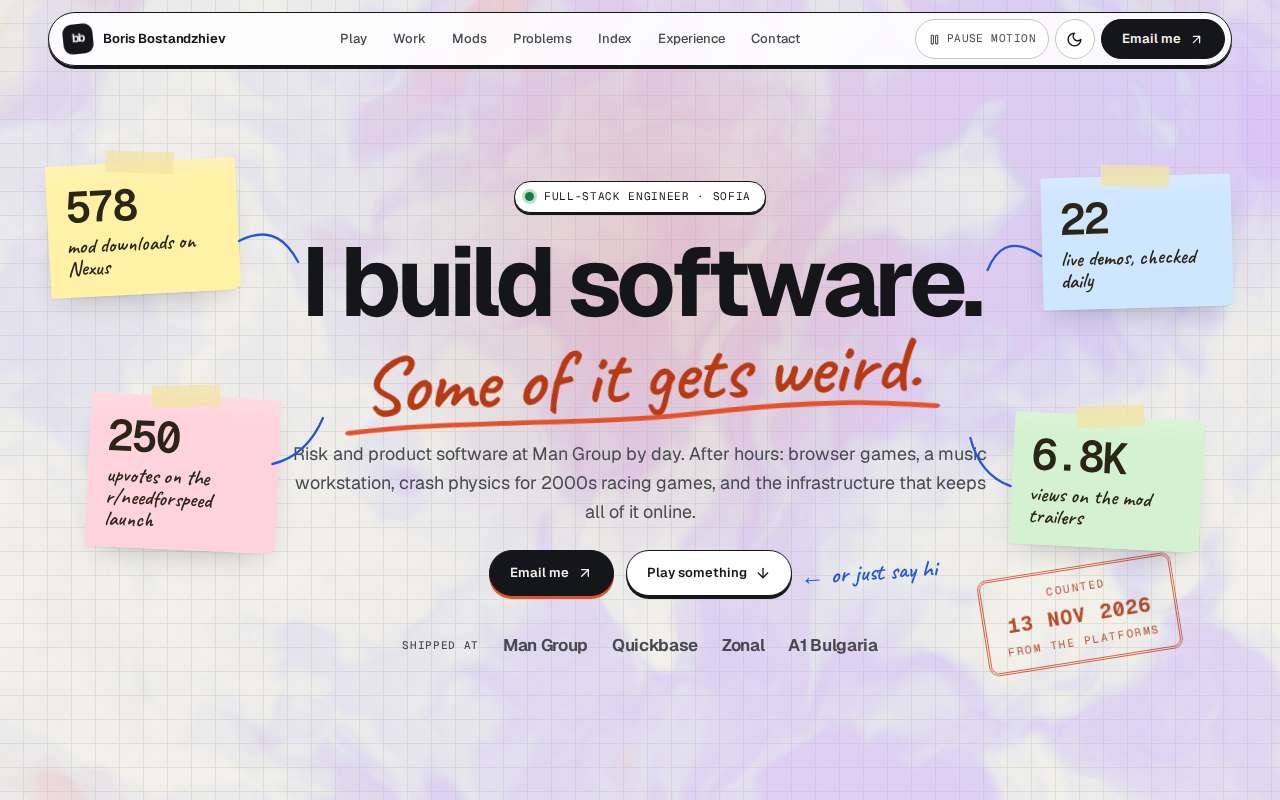 bb
Boris Bostandzhiev
Play
Work
Mods
Problems
Index
Experience
Contact
PAUSE MOTION
Email me
FULL-STACK ENGINEER · SOFIA
578
mod downloads on
Nexus
22
live demos, checked
daily
I build software.
Some of it gets weird.
250
upvotes on the
r/needforspeed
launch
6.8K
views on the mod
trailers
Risk and product software at Man Group by day. After hours: browser games, a music
workstation, crash physics for 2000s racing games, and the infrastructure that keeps
all of it online.
Email me
Play something
← or just say hi
COUNTED
13 NOV 2026
FROM THE PLATFORMS
SHIPPED AT
Man Group
Quickbase
Zonal
A1 Bulgaria